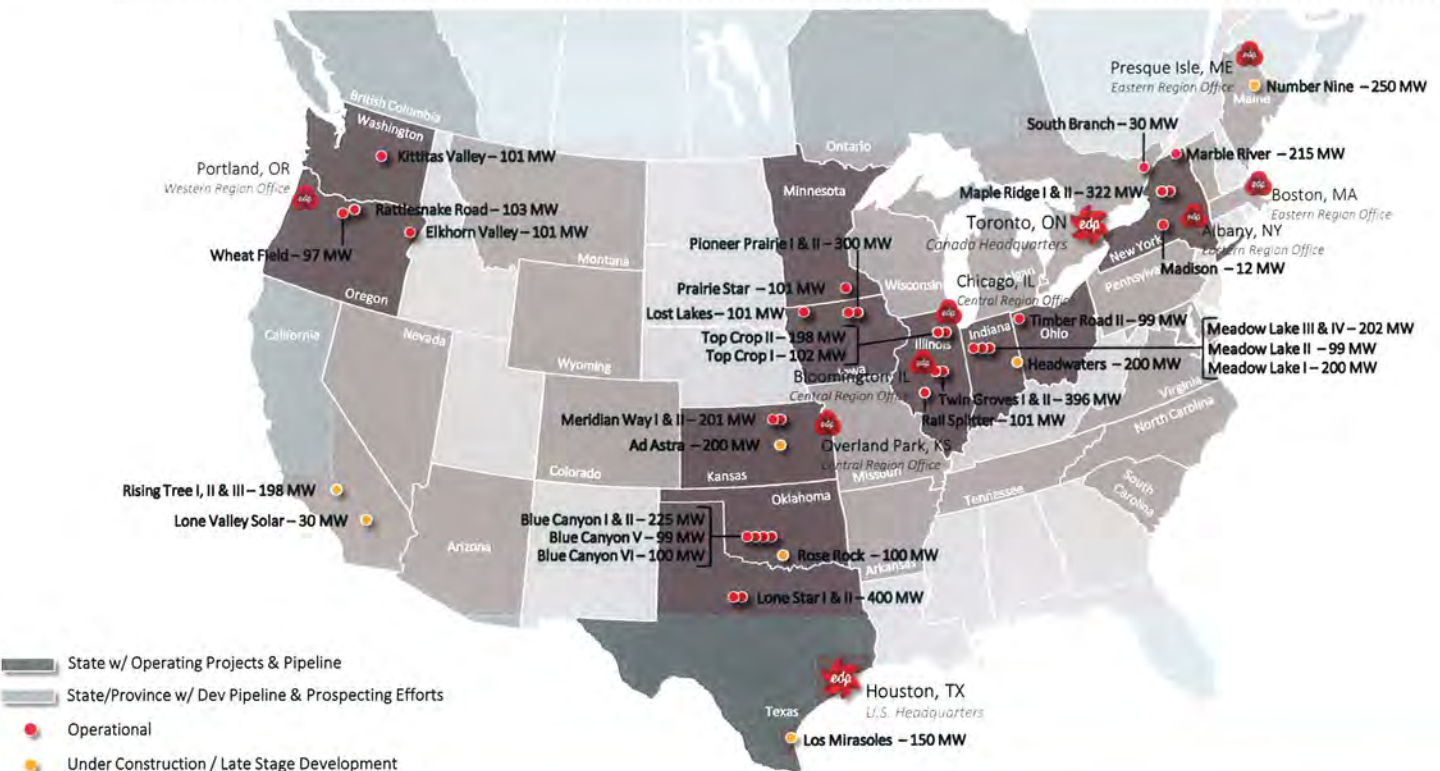 British Columbia
Washington
Kittitas Valley – 101 MW
Portland, OR
Western Region Office
edp
Rattlesnake Road – 103 MW
Elkhorn Valley – 101 MW
Wheat Field – 97 MW
Oregon
Montana
California
Nevada
Wyoming
Colorado
Arizona
Rising Tree I, II & III – 198 MW
Lone Valley Solar – 30 MW
Ontario
Minnesota
Pioneer Prairie I & II – 300 MW
Prairie Star – 101 MW
Lost Lakes – 101 MW
Top Crop II – 198 MW
Top Crop I – 102 MW
Iowa
Wisconsin
Chicago, IL
Central Region Office
edp
Illinois
Indiana
Ohio
Bloomington, IL
Central Region Office
edp
Twin Groves I & II – 396 MW
Rail Splitter – 101 MW
Timber Road II – 99 MW
Headwaters – 200 MW
Meadow Lake III & IV – 202 MW
Meadow Lake II – 99 MW
Meadow Lake I – 200 MW
Presque Isle, ME
Eastern Region Office
edp
Maine
Number Nine – 250 MW
South Branch – 30 MW
Marble River – 215 MW
Maple Ridge I & II – 322 MW
Toronto, ON
Canada Headquarters
edp
Boston, MA
Eastern Region Office
edp
Albany, NY
Eastern Region Office
edp
New York
Madison – 12 MW
Virginia
North Carolina
South Carolina
Tennessee
Missouri
Arkansas
Meridian Way I & II – 201 MW
Ad Astra – 200 MW
Kansas
Overland Park, KS
Central Region Office
edp
Oklahoma
Blue Canyon I & II – 225 MW
Blue Canyon V – 99 MW
Blue Canyon VI – 100 MW
Rose Rock – 100 MW
Lone Star I & II – 400 MW
Texas
Houston, TX
U.S. Headquarters
edp
Los Mirasoles – 150 MW
State w/ Operating Projects & Pipeline
State/Province w/ Dev Pipeline & Prospecting Efforts
Operational
Under Construction / Late Stage Development